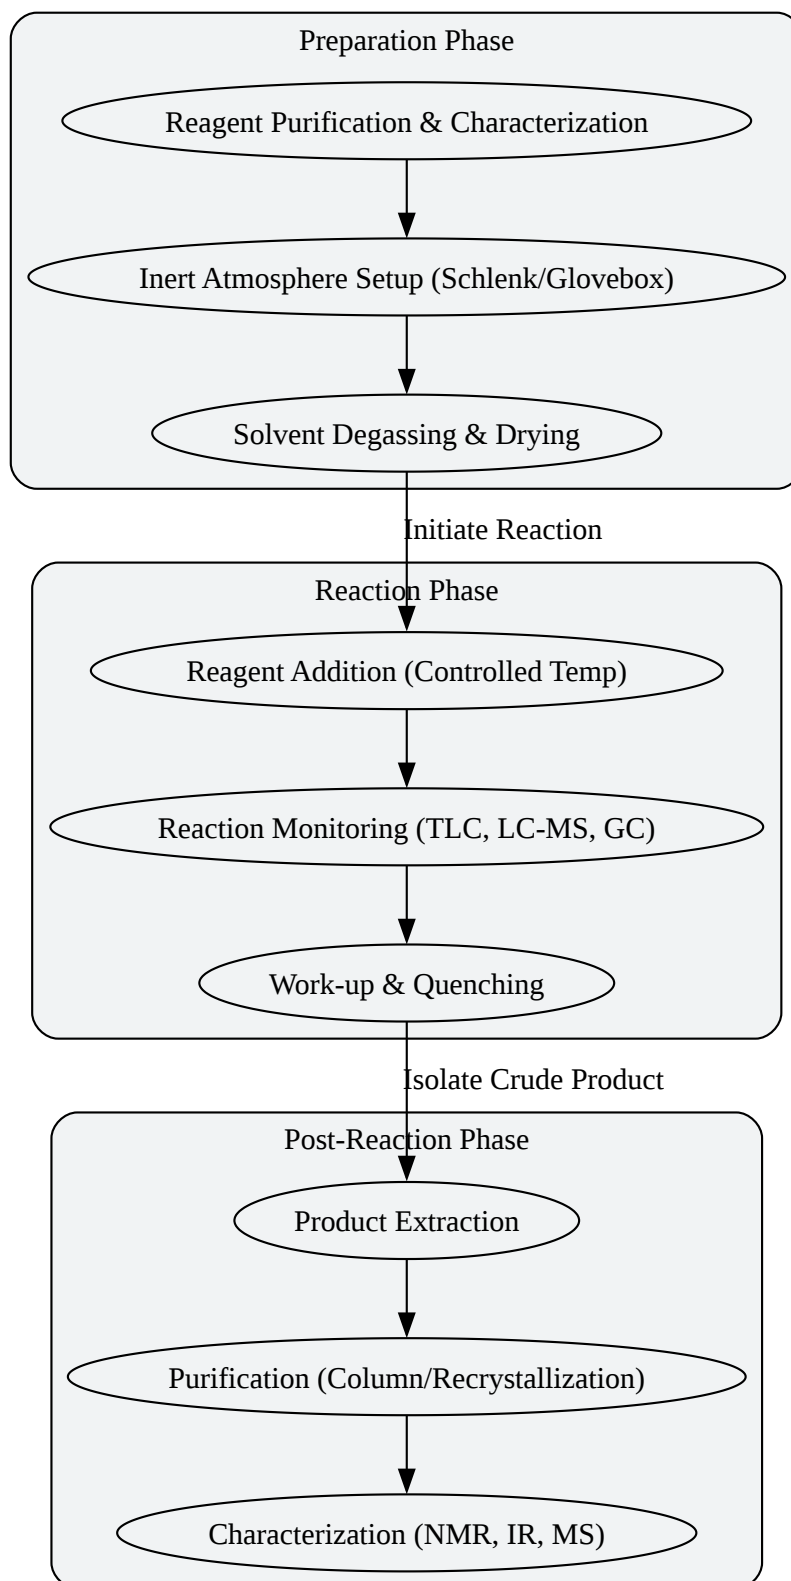 Preparation Phase
Reagent Purification & Characterization
Inert Atmosphere Setup (Schlenk/Glovebox)
Solvent Degassing & Drying
Initiate Reaction
Reaction Phase
Reagent Addition (Controlled Temp)
Reaction Monitoring (TLC, LC-MS, GC)
Work-up & Quenching
Isolate Crude Product
Post-Reaction Phase
Product Extraction
Purification (Column/Recrystallization)
Characterization (NMR, IR, MS)